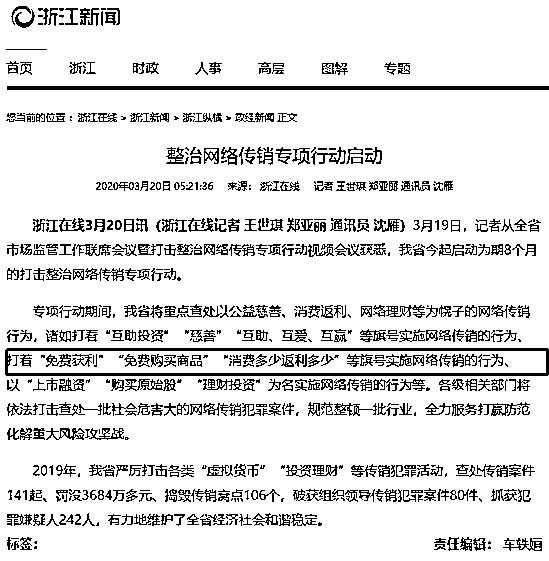 浙江新闻
首页 浙江 时政 人事 高层 图解 专题
您当前的位置：浙江在线 > 浙江新闻 > 浙江纵横 > 政经新闻 正文
整治网络传销专项行动启动
2020年03月20日 05:21:36 来源：浙江在线 记者 王世琪 郑亚丽 通讯员 沈雁
浙江在线3月20日讯（浙江在线记者 王世琪 郑亚丽 通讯员 沈雁）3月19日，记者从全省
市场监管工作联席会议暨打击整治网络传销专项行动视频会议获悉，我省今起启动为期8个月
的打击整治网络传销专项行动。
专项行动期间，我省将重点查处以公益慈善、消费返利、网络理财等为幌子的网络传销
行为，诸如打着“互助投资”“慈善”“互助、互爱、互赢”等旗号实施网络传销的行为、
打着“免费获利”“免费购买商品”“消费多少返利多少”等旗号实施网络传销的行为、
以“上市融资”“购买原始股”“理财投资”为名实施网络传销的行为等。各级相关部门将
依法打击查处一批社会危害大的网络传销犯罪案件，规范整顿一批行业，全力服务打赢防范
化解重大风险攻坚战。
2019年，我省严厉打击各类“虚拟货币”“投资理财”等传销犯罪活动，查处传销案件
141起、罚没3684万多元、捣毁传销窝点106个，破获组织领导传销犯罪案件80件、抓获犯
罪嫌疑人242人，有力地维护了全省经济社会和谐稳定。
标签： 责任编辑： 车轶姮